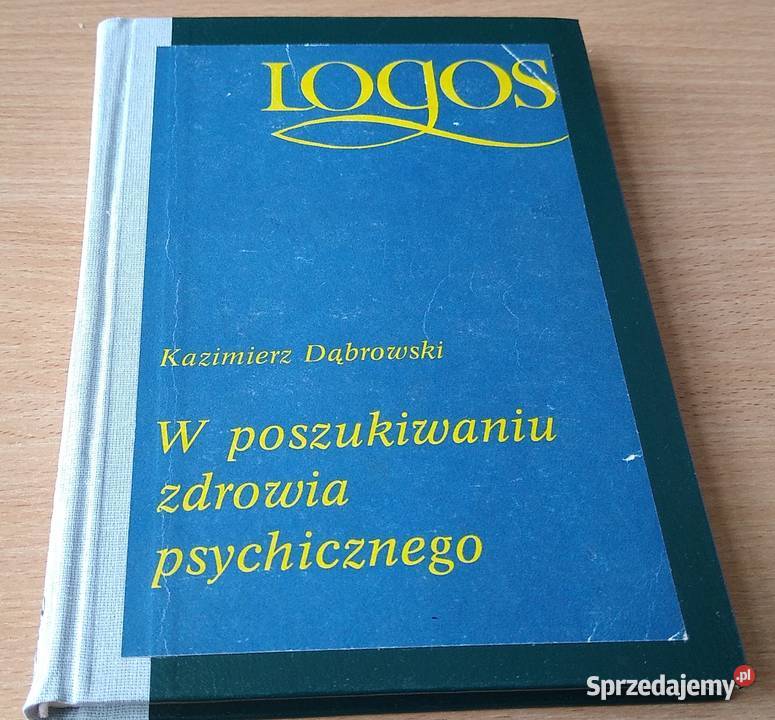 LOGOS
Kazimierz Dąbrowski
W poszukiwaniu
zdrowia
psychicznego
Sprzedajemy.pl